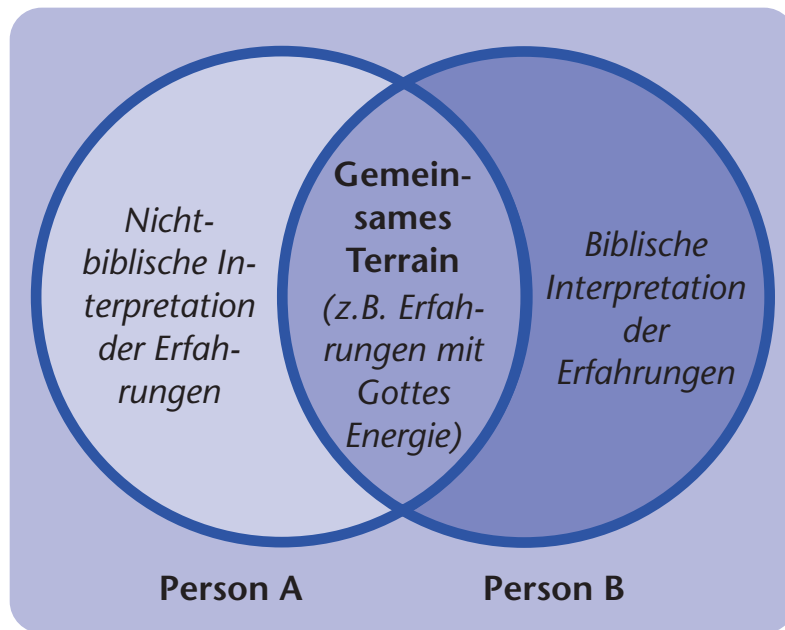 Nicht-
biblische In-
terpretation
der Erfah-
rungen
Gemein-
sames
Terrain
(z.B. Erfah-
rungen mit
Gottes
Energie)
Biblische
Interpretation
der
Erfahrungen
Person A
Person B